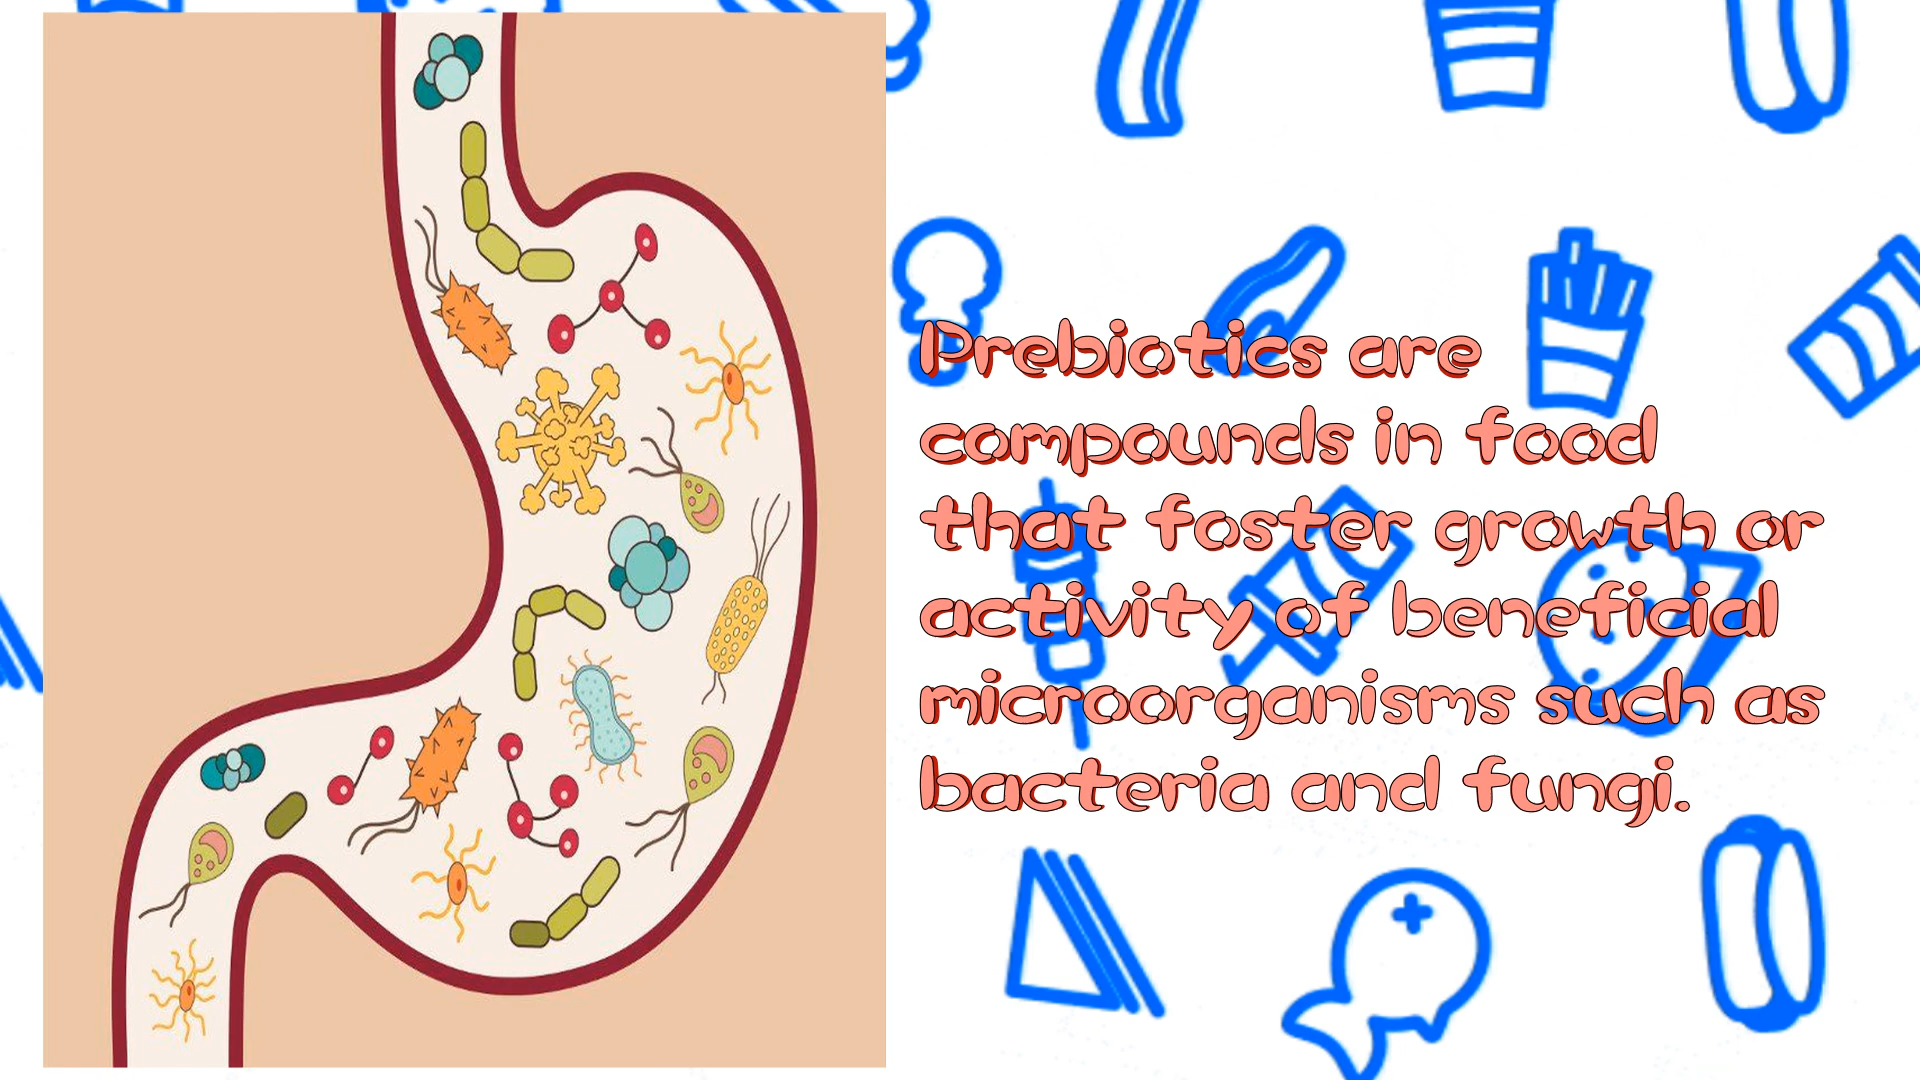 Prebiotics are
compounds in food
that foster growth or
activity of beneficial
microorganisms such as
bacteria and fungi.